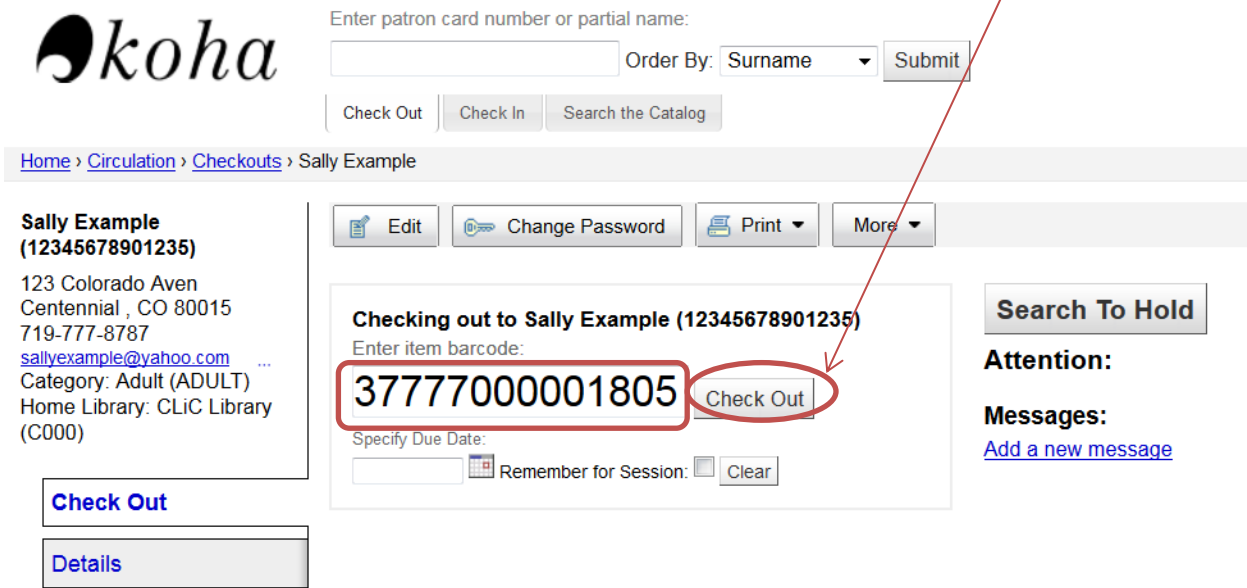 koha
Enter patron card number or partial name:
Order By: Surname Submit
Check Out Check In Search the Catalog
Home › Circulation › Checkouts › Sally Example
Sally Example
(12345678901235)
123 Colorado Aven
Centennial , CO 80015
719-777-8787
sallyexample@yahoo.com ...
Category: Adult (ADULT)
Home Library: CLiC Library
(C000)
Check Out
Details
Edit Change Password Print More
Checking out to Sally Example (12345678901235)
Enter item barcode:
37777000001805 Check Out
Specify Due Date:
Remember for Session: Clear
Search To Hold
Attention:
Messages:
Add a new message